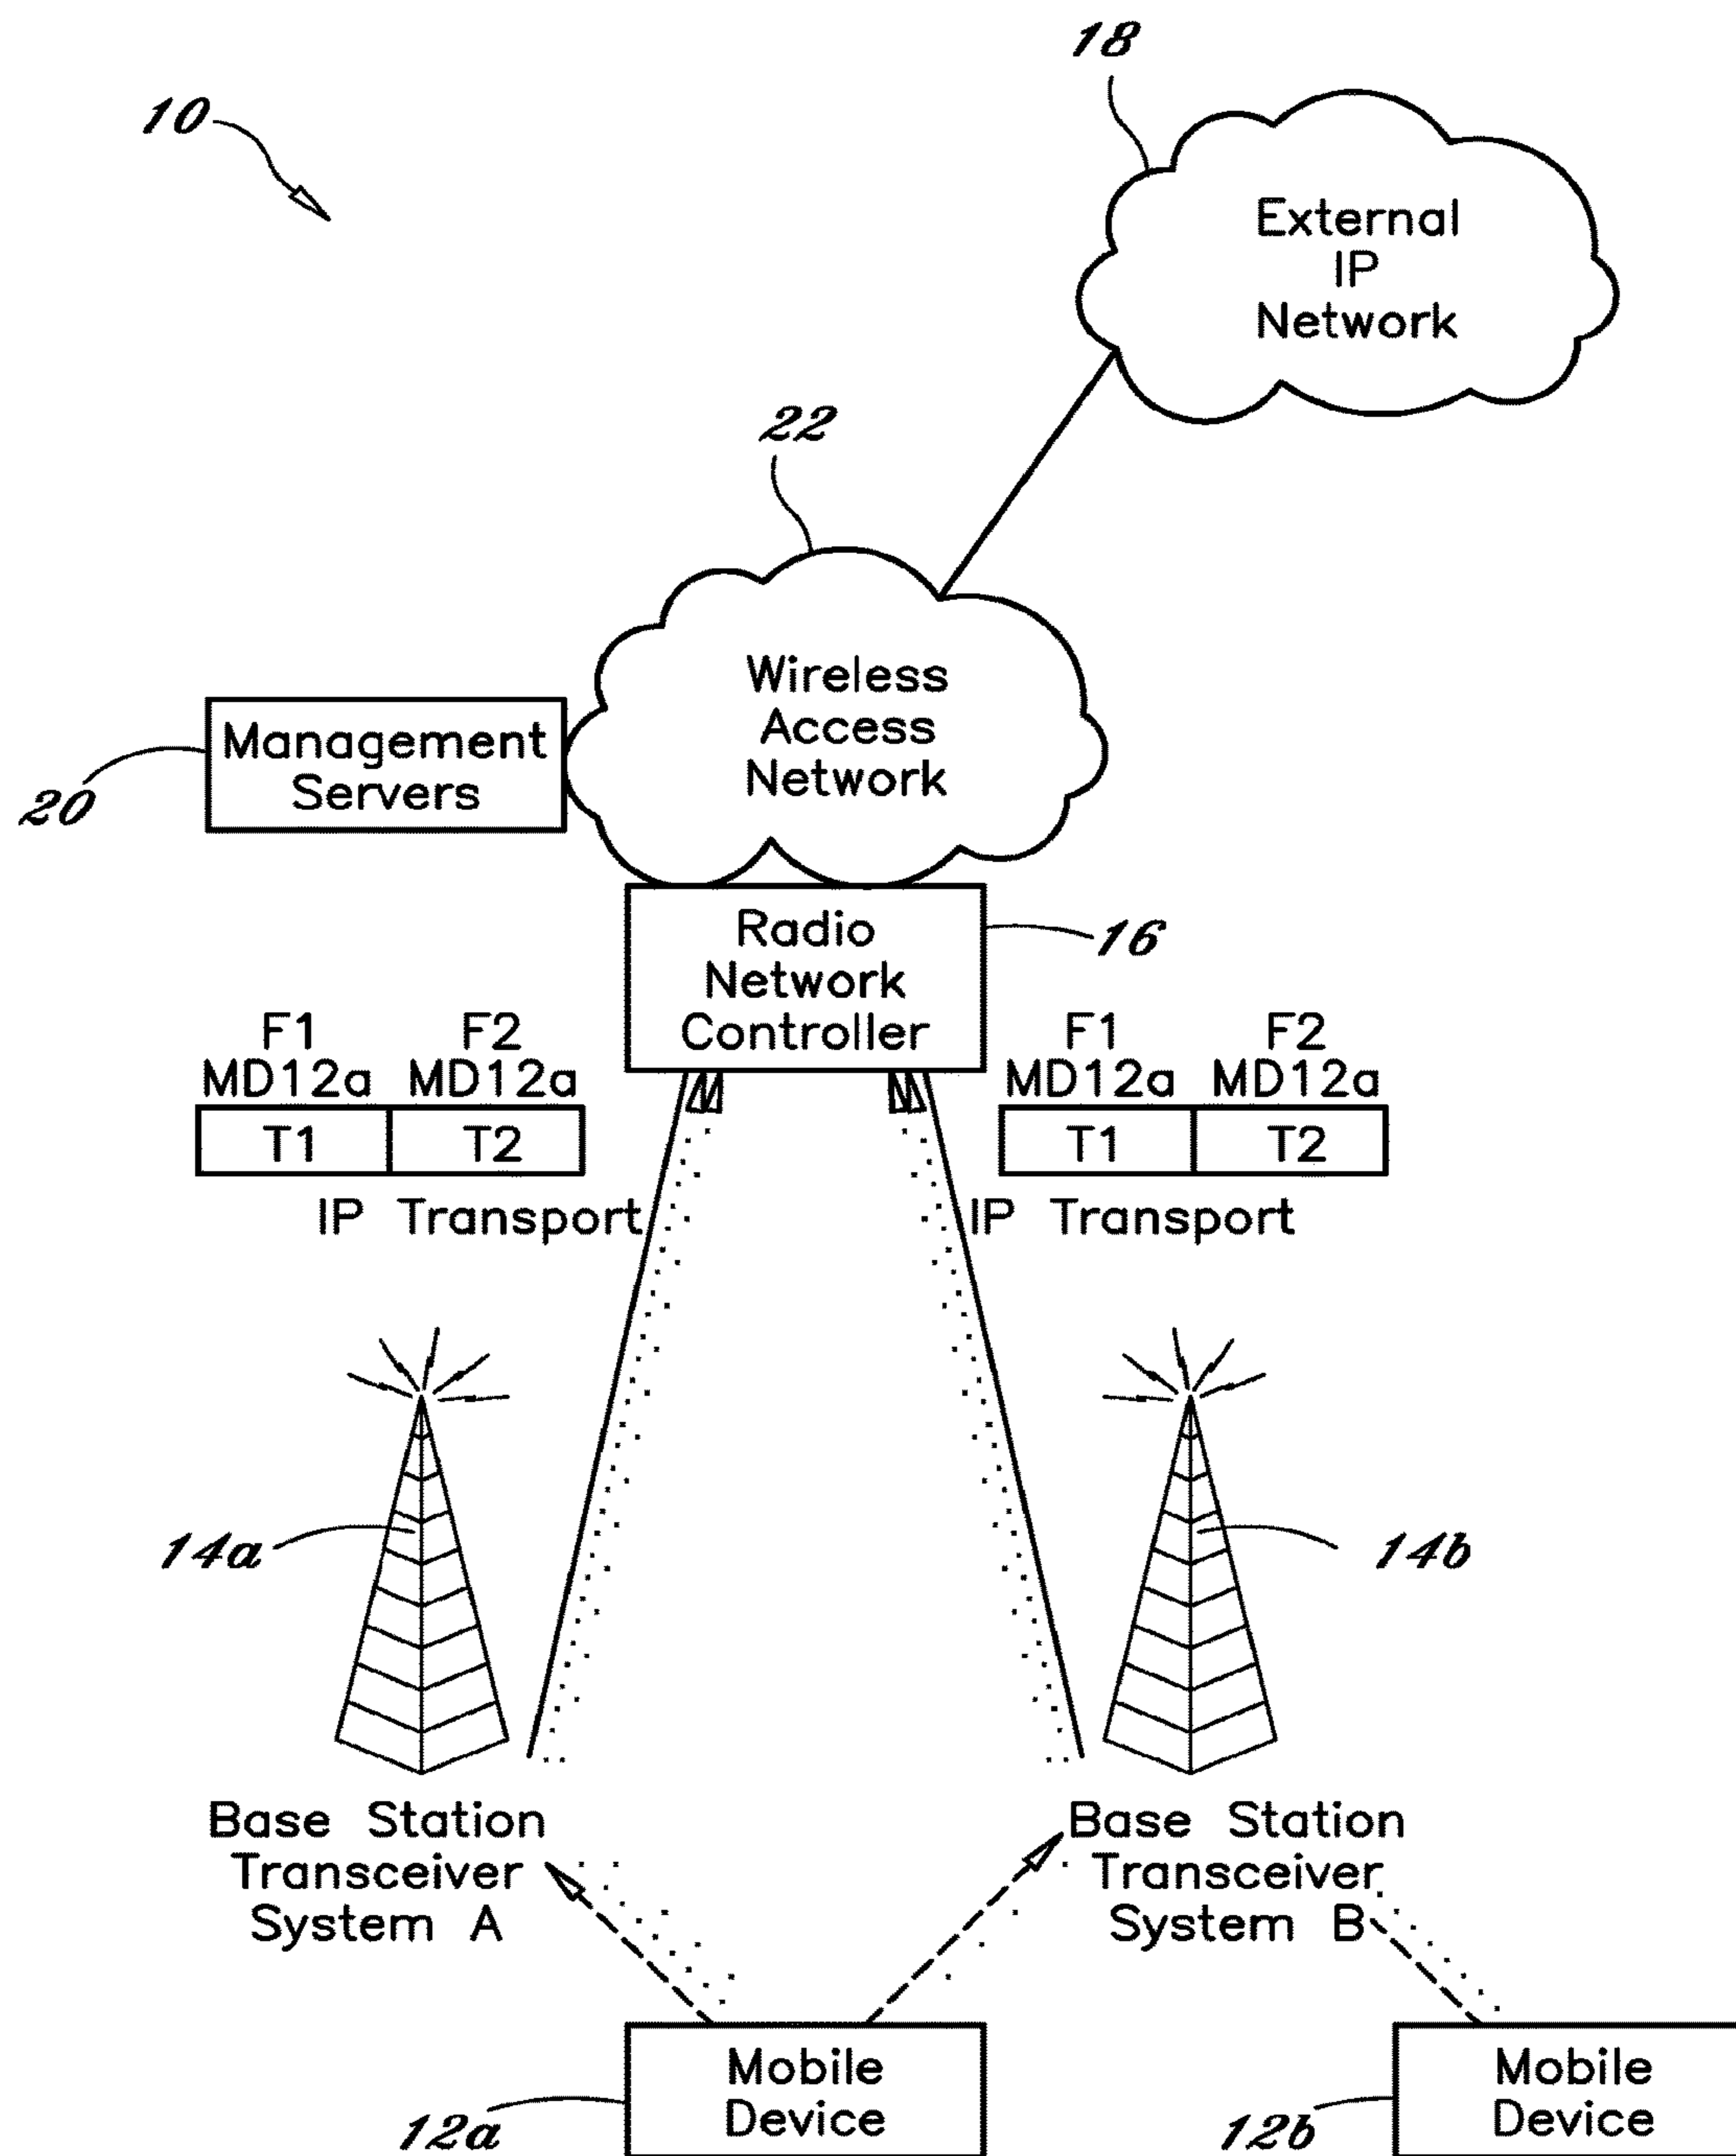 18
10
External
IP
Network
22
Wireless
Access
Network
Management
Servers
20
Radio
Network
Controller
16
F1 F2
MD12a MD12a
T1 T2
IP Transport
F1 F2
MD12a MD12a
T1 T2
IP Transport
14a
14b
Base Station
Transceiver
System A
Base Station
Transceiver
System B
Mobile
Device
12a
Mobile
Device
12b